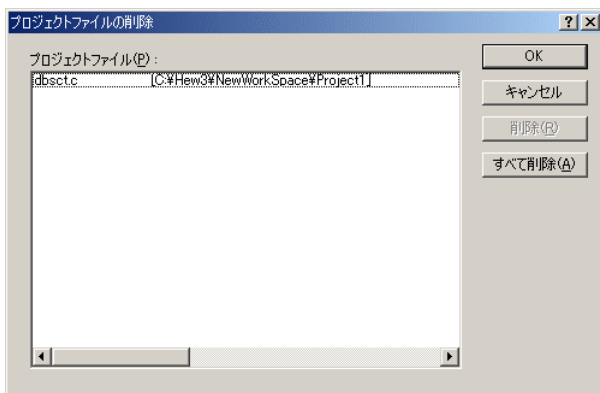 プロジェクトファイルの削除
プロジェクトファイル(P) :
dbsct.c [C:¥Hew3¥NewWorkSpace¥Project1]
OK
キャンセル
削除(R)
すべて削除(A)